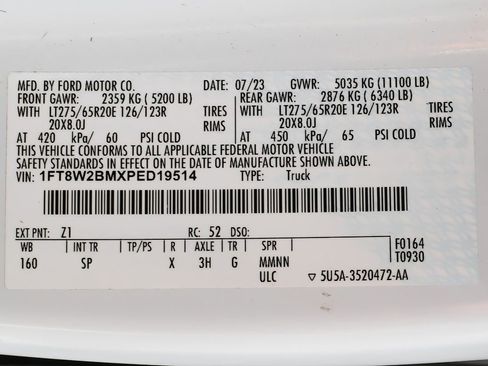 MFD. BY FORD MOTOR CO. DATE: 07/23 GVWR: 5035 KG (11100 LB)
FRONT GAWR: 2359 KG ( 5200 LB) REAR GAWR: 2876 KG ( 6340 LB)
WITH LT275/65R20E 126/123R TIRES WITH LT275/65R20E 126/123R TIRES
20X8.0J RIMS 20X8.0J RIMS
AT 420 kPa/ 60 PSI COLD AT 450 kPa/ 65 PSI COLD
THIS VEHICLE CONFORMS TO ALL APPLICABLE FEDERAL MOTOR VEHICLE
SAFETY STANDARDS IN EFFECT ON THE DATE OF MANUFACTURE SHOWN ABOVE.
VIN: 1FT8W2BMXPED19514 TYPE: Truck
EXT PNT: Z1 RC: 52 DSO:
WB INT TR TP/PS R AXLE TR SPR F0164
160 SP X 3H G MMNN T0930
ULC ▽ 5U5A-3520472-AA